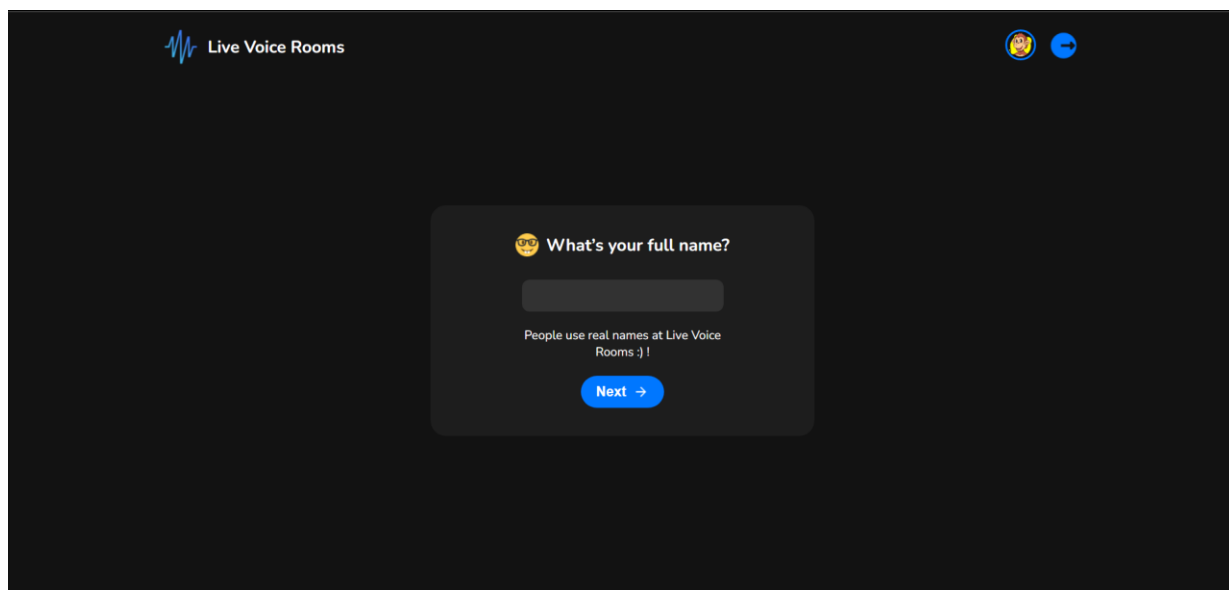 Live Voice Rooms
What's your full name?
People use real names at Live Voice
Rooms :) !
Next →